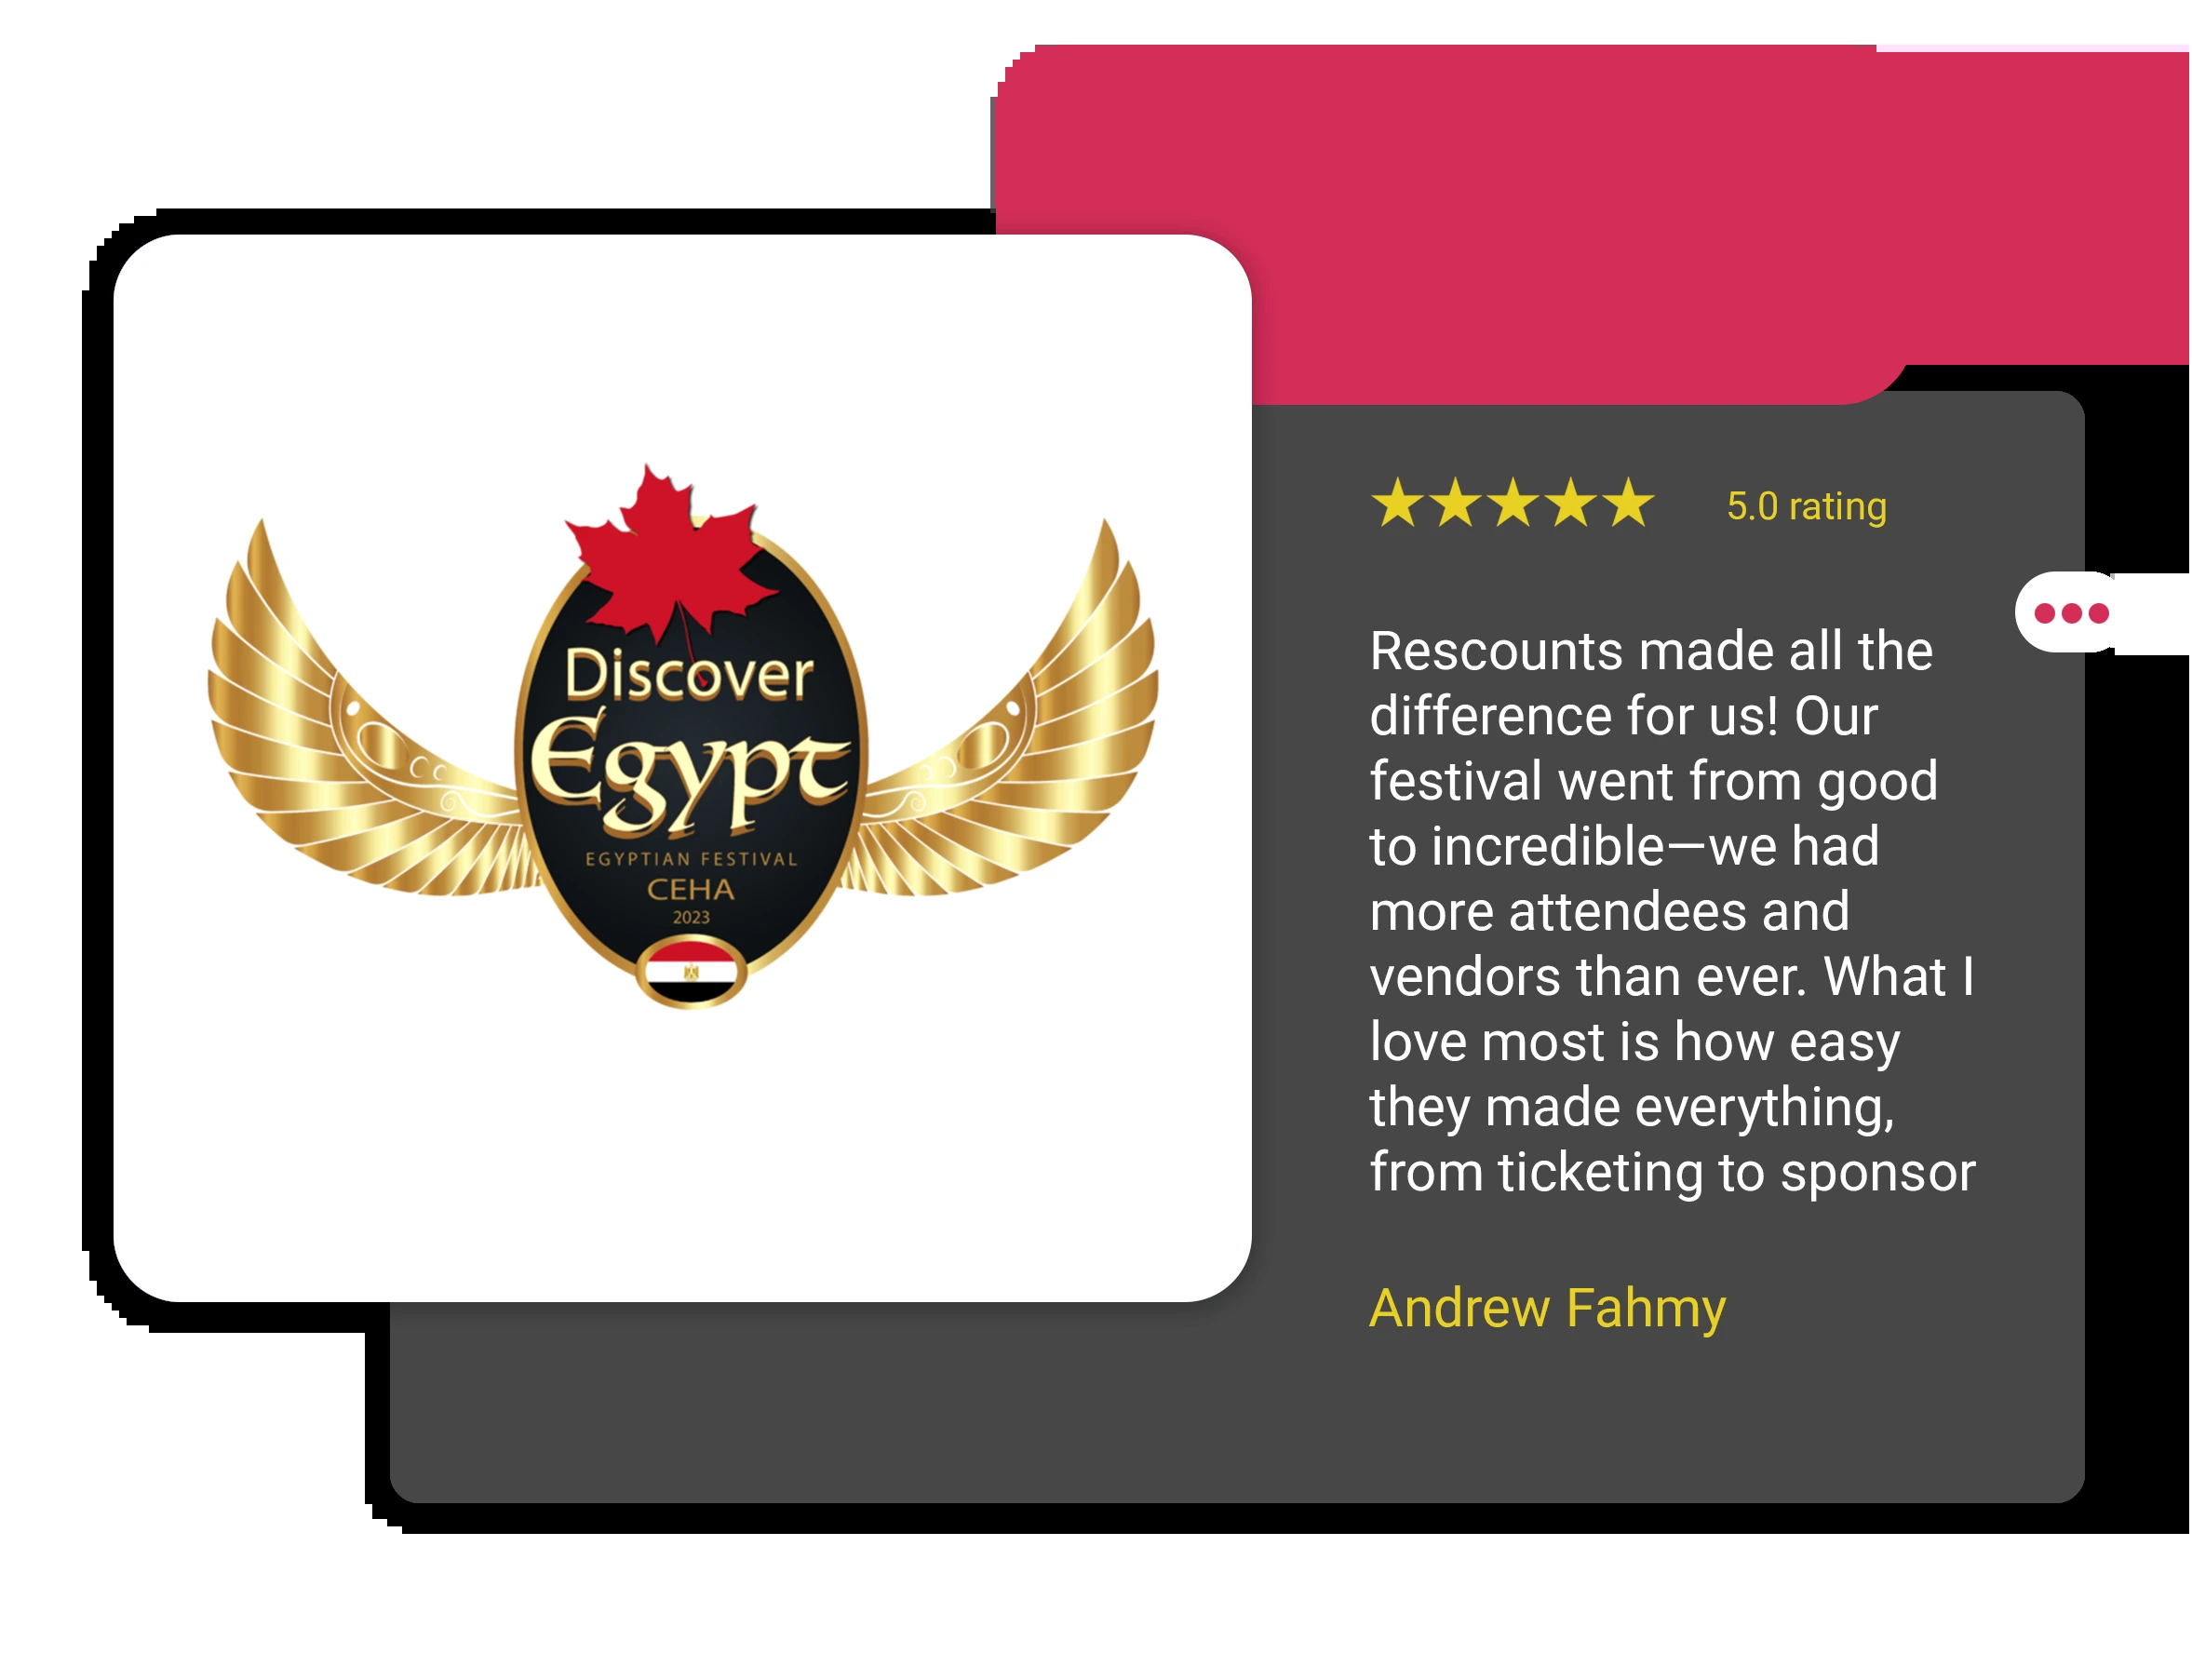 Discover
Egypt
EGYPTIAN FESTIVAL
CEHA
2023
5.0 rating
Rescounts made all the
difference for us! Our
festival went from good
to incredible—we had
more attendees and
vendors than ever. What I
love most is how easy
they made everything,
from ticketing to sponsor
Andrew Fahmy